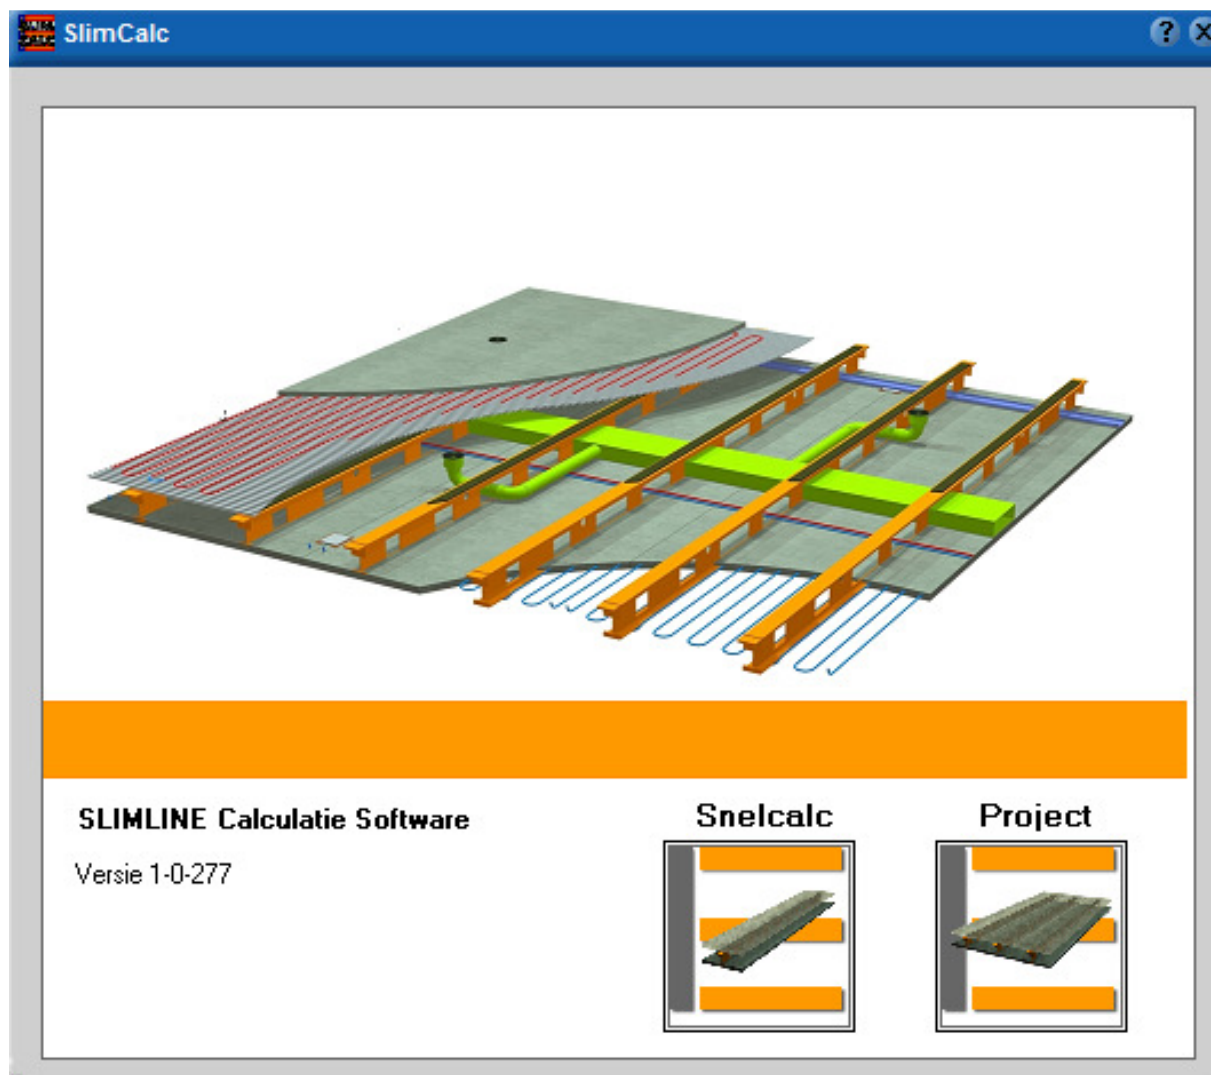 SlimCalc
SLIMLINE Calculatie Software
Versie 1-0-277
Snelcalc
Project